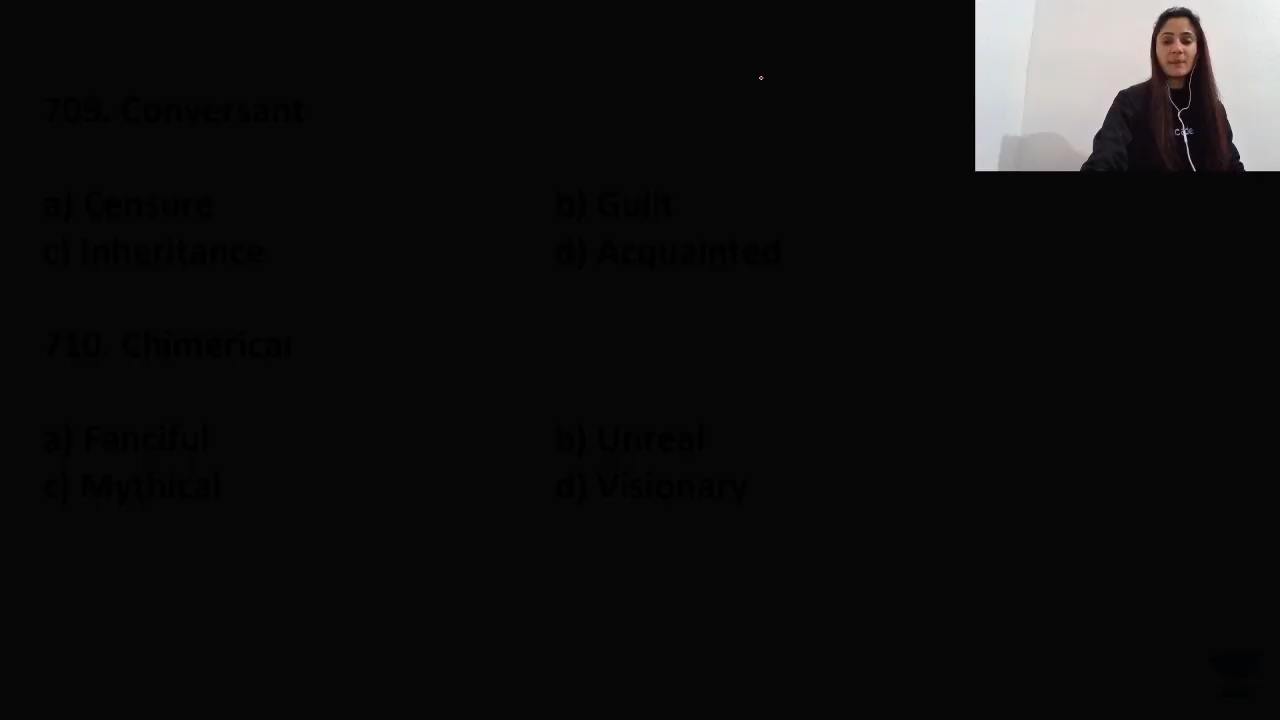 709. Conversant
a) Censure b) Guilt
c) Inheritance d) Acquainted
710. Chimerical
a) Fanciful b) Unreal
c) Mythical d) Visionary